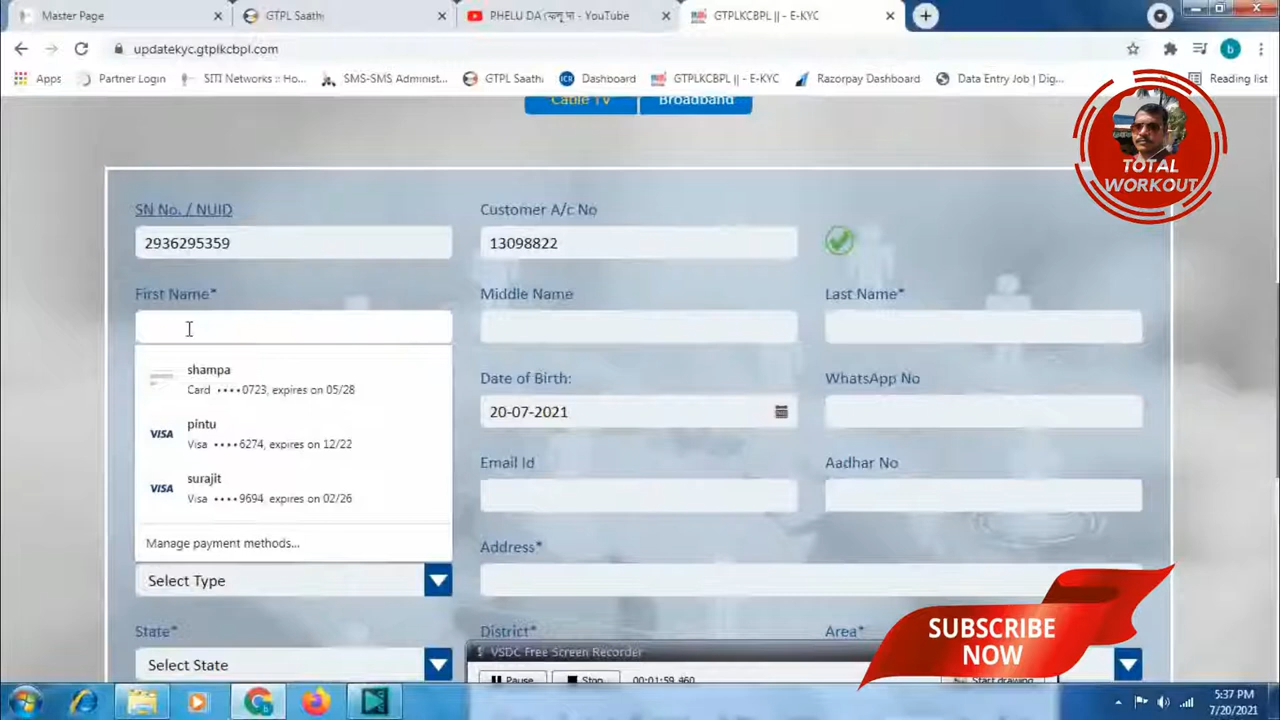 Master Page
GTPL Saathi
PHELU DA চালু দা - YouTube
GTPLKCBPL || - E-KYC
updatekyc.gtplkcbpl.com
Apps
Partner Login
SITI Networks :: Ho...
SMS-SMS Administ...
GTPL Saathi
Dashboard
GTPLKCBPL || - E-KYC
Razorpay Dashboard
Data Entry Job | Dig...
Reading list
Cable TV
Broadband
TOTAL
WORKOUT
SN No. / NUID
Customer A/c No
2936295359
13098822
First Name*
Middle Name
Last Name*
shampa
Card ••••0723, expires on 05/28
pintu
VISA
Visa ••••6274, expires on 12/22
surajit
VISA
Visa ••••9694, expires on 02/26
Manage payment methods...
Date of Birth:
WhatsApp No
20-07-2021
Email Id
Aadhar No
Address*
Select Type
State*
District*
Area*
Select State
VSDC Free Screen Recorder
Pause
Stop
00:01:59.460
Start drawing
SUBSCRIBE
NOW
5:37 PM
7/20/2021